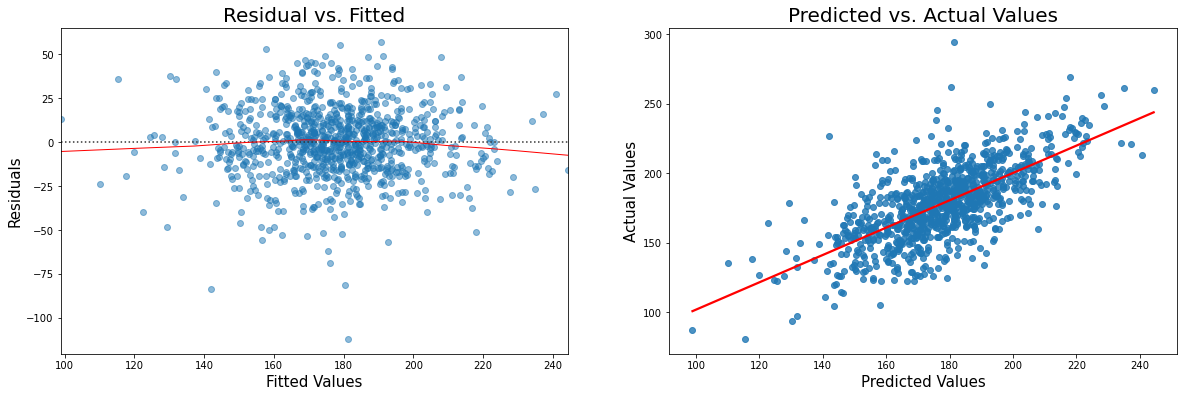 Residual vs. Fitted
50
25
0
−25
−50
−75
−100
Residuals
100 120 140 160 180 200 220 240
Fitted Values
Predicted vs. Actual Values
300
250
200
150
100
Actual Values
100 120 140 160 180 200 220 240
Predicted Values